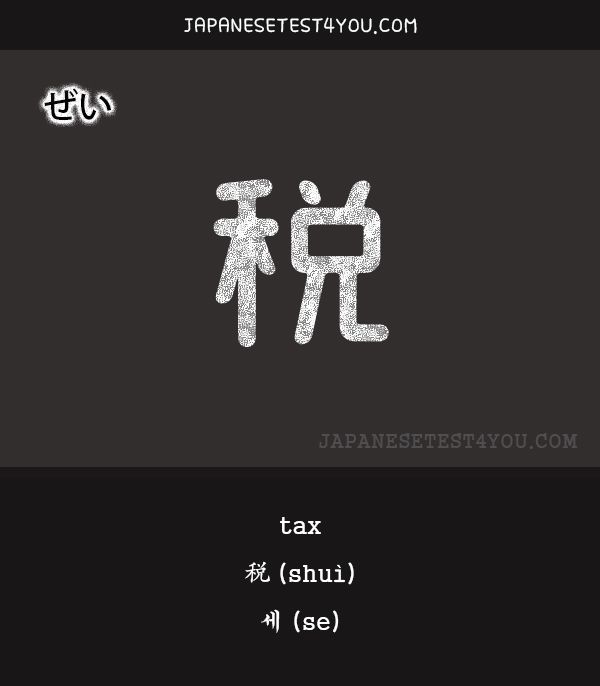 JAPANESETEST4YOU.COM
ぜい
税
JAPANESETEST4YOU.COM
tax
税 (shuì)
세 (se)